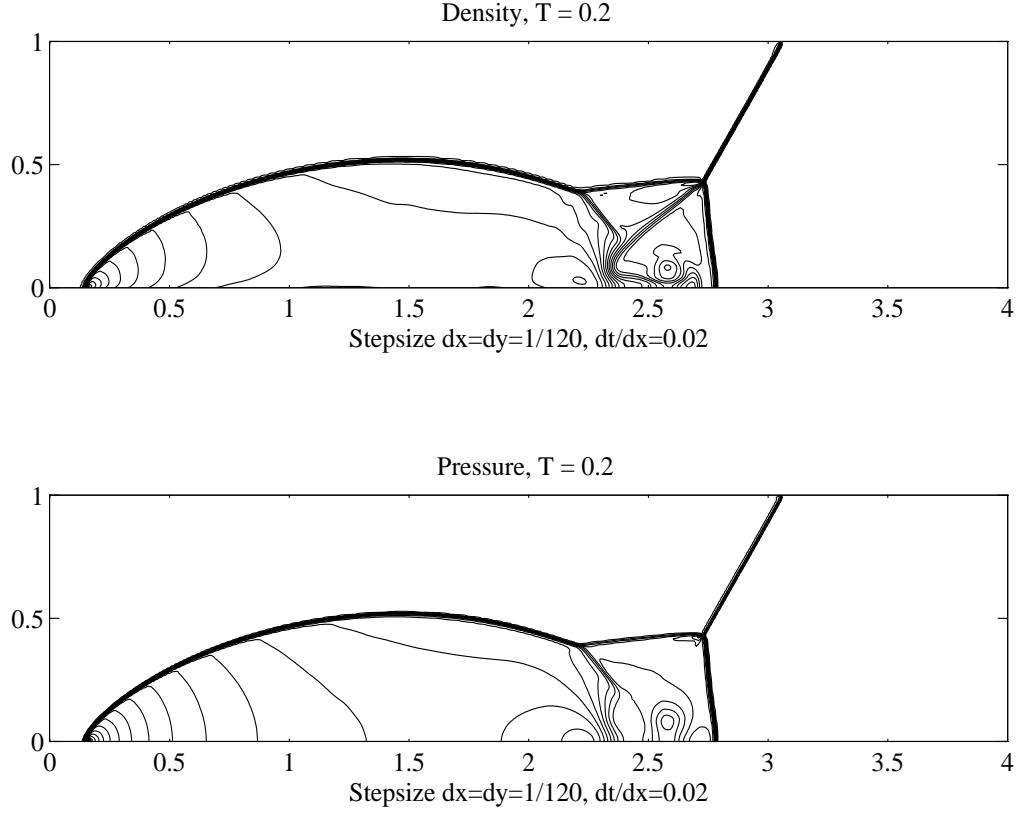 Density, T = 0.2
1
0.5
0
0 0.5 1 1.5 2 2.5 3 3.5 4
Stepsize dx=dy=1/120, dt/dx=0.02
Pressure, T = 0.2
1
0.5
0
0 0.5 1 1.5 2 2.5 3 3.5 4
Stepsize dx=dy=1/120, dt/dx=0.02